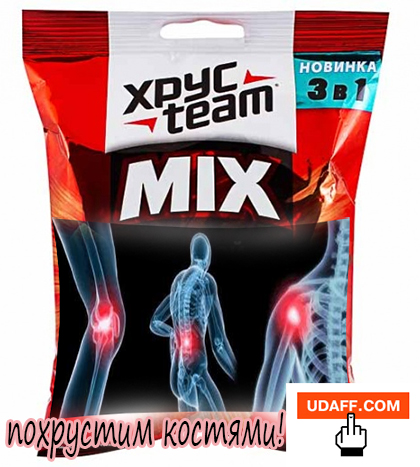 НОВИНКА
3 в 1
хрус
team
MIX
UDAFF.COM
похрустим костями!